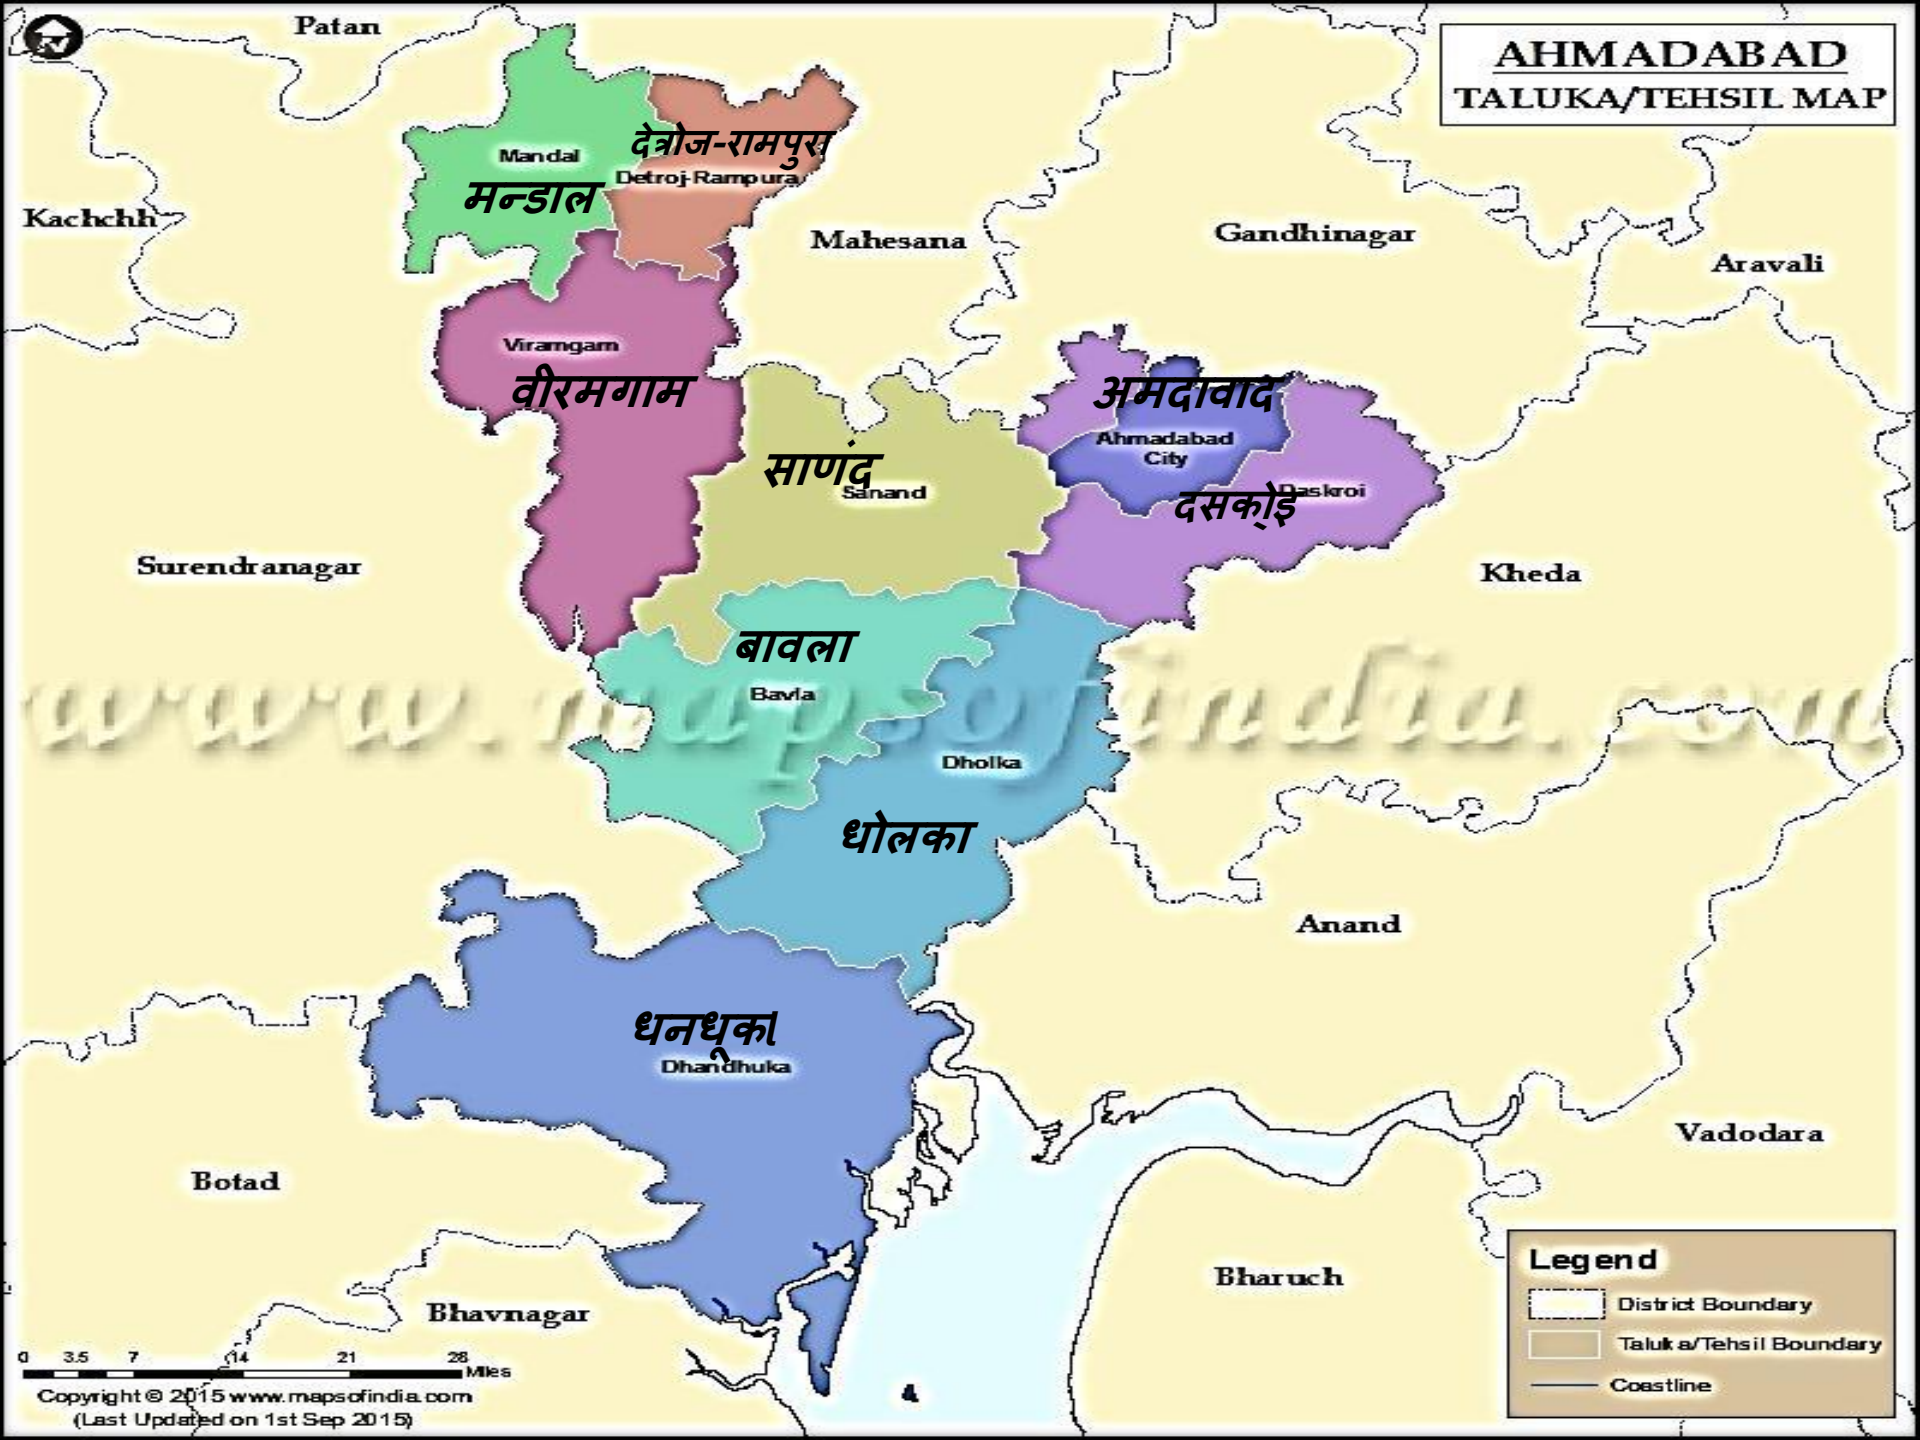 Patan
AHMADABAD
TALUKA/TEHSIL MAP
देत्रोज-रामपुरा
Mandal
Detroj-Rampura
मन्डाल
Kachchh
Mahesana
Gandhinagar
Aravali
Viramgam
वीरमगाम
अमदावाद
Ahmadabad
City
साणंद
Sanand
Daskroi
दसक्रोइ
Surendranagar
Kheda
बावला
Bavla
www.mapsofindia.com
Dholka
धोलका
Anand
धनधूका
Dhandhuka
Vadodara
Botad
Bharuch
Bhavnagar
Legend
District Boundary
Taluka/Tehsil Boundary
Coastline
0 3.5 7 14 21 28
Miles
Copyright © 2015 www.mapsofindia.com
(Last Updated on 1st Sep 2015)